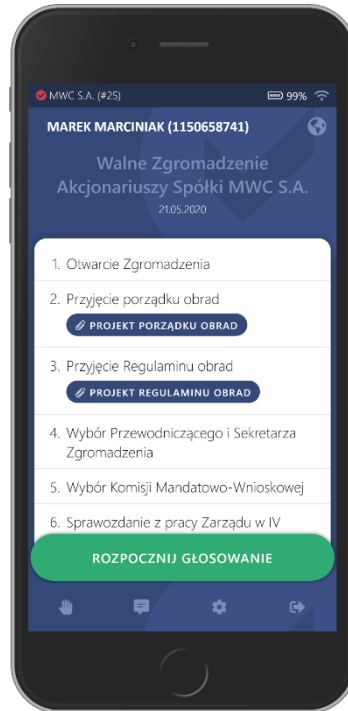 MWC S.A. (#25) 99%
MAREK MARCINIAK (1150658741)
Walne Zgromadzenie
Akcjonariuszy Spółki MWC S.A.
21.05.2020
1. Otwarcie Zgromadzenia
2. Przyjęcie porządku obrad
PROJEKT PORZĄDKU OBRAD
3. Przyjęcie Regulaminu obrad
PROJEKT REGULAMINU OBRAD
4. Wybór Przewodniczącego i Sekretarza
Zgromadzenia
5. Wybór Komisji Mandatowo-Wnioskowej
6. Sprawozdanie z pracy Zarządu w IV
ROZPOCZNIJ GŁOSOWANIE